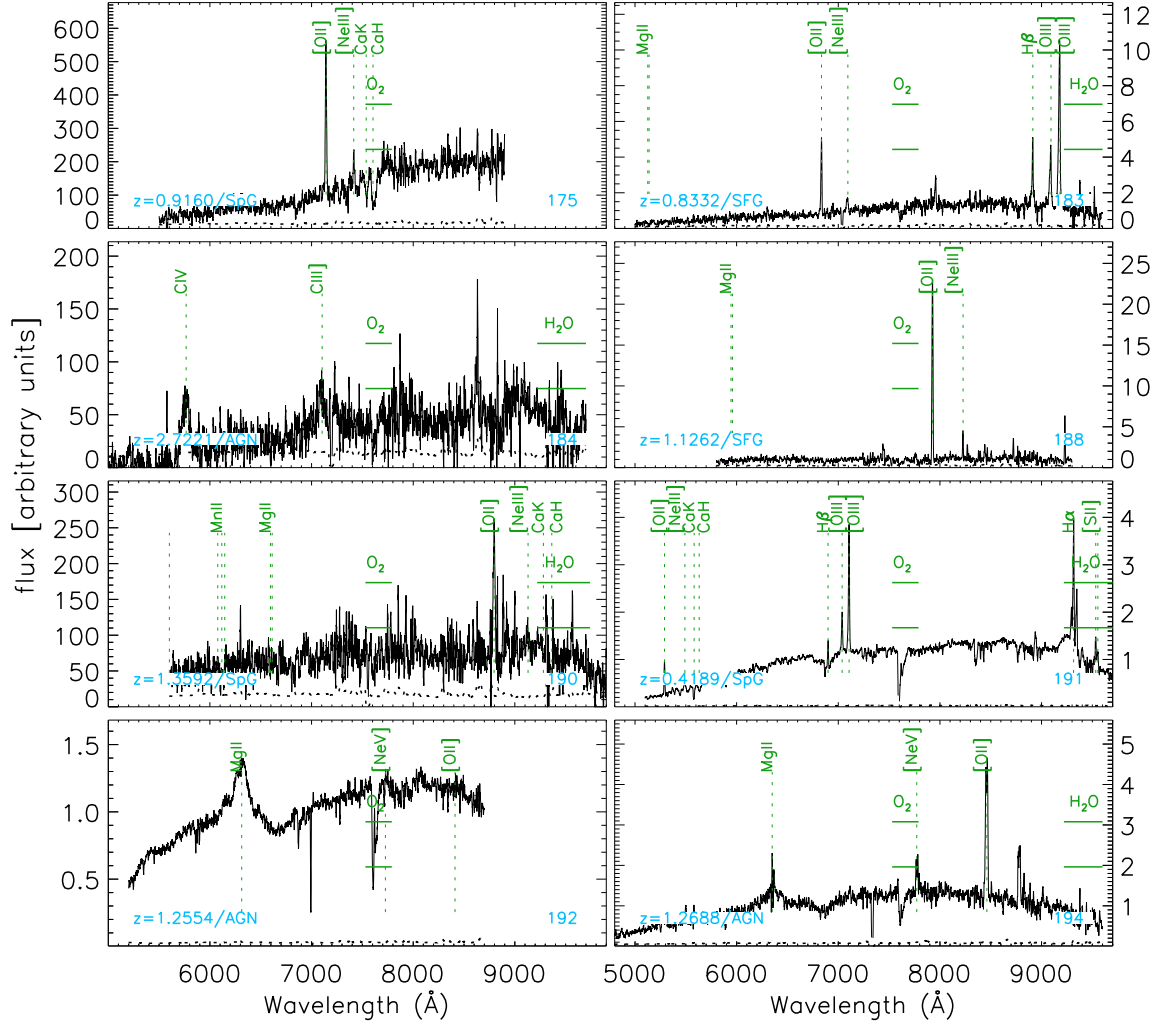 600
500
400
300
200
100
0
[OII]
[NeIII]
CaK
CaH
O2
z=0.9160/SpG
175
MgII
[OII]
[NeIII]
Hβ
[OIII]
[OIII]
O2
H2O
z=0.8332/SFG
183
12
10
8
6
4
2
0
200
150
100
50
0
CIV
CIII]
O2
H2O
z=2.7221/AGN
184
MgII
[OII]
[NeIII]
O2
z=1.1262/SFG
188
25
20
15
10
5
0
flux [arbitrary units]
300
250
200
150
100
50
0
MnII
MgII
[OII]
[NeIII]
CaK
CaH
O2
H2O
z=1.3592/SpG
190
[OII]
[NeIII]
CaK
CaH
Hβ
[OIII]
[OIII]
Hα
[SII]
O2
H2O
z=0.4189/SpG
191
4
3
2
1
1.5
1.0
0.5
MgII
[NeV]
[OII]
O2
z=1.2554/AGN
192
MgII
[NeV]
[OII]
O2
H2O
z=1.2688/AGN
194
5
4
3
2
1
6000 7000 8000 9000
5000 6000 7000 8000 9000
Wavelength (Å)
Wavelength (Å)